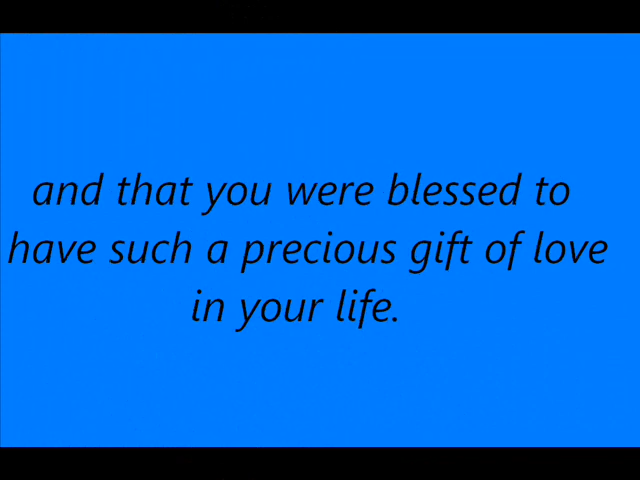 and that you were blessed to
have such a precious gift of love
in your life.